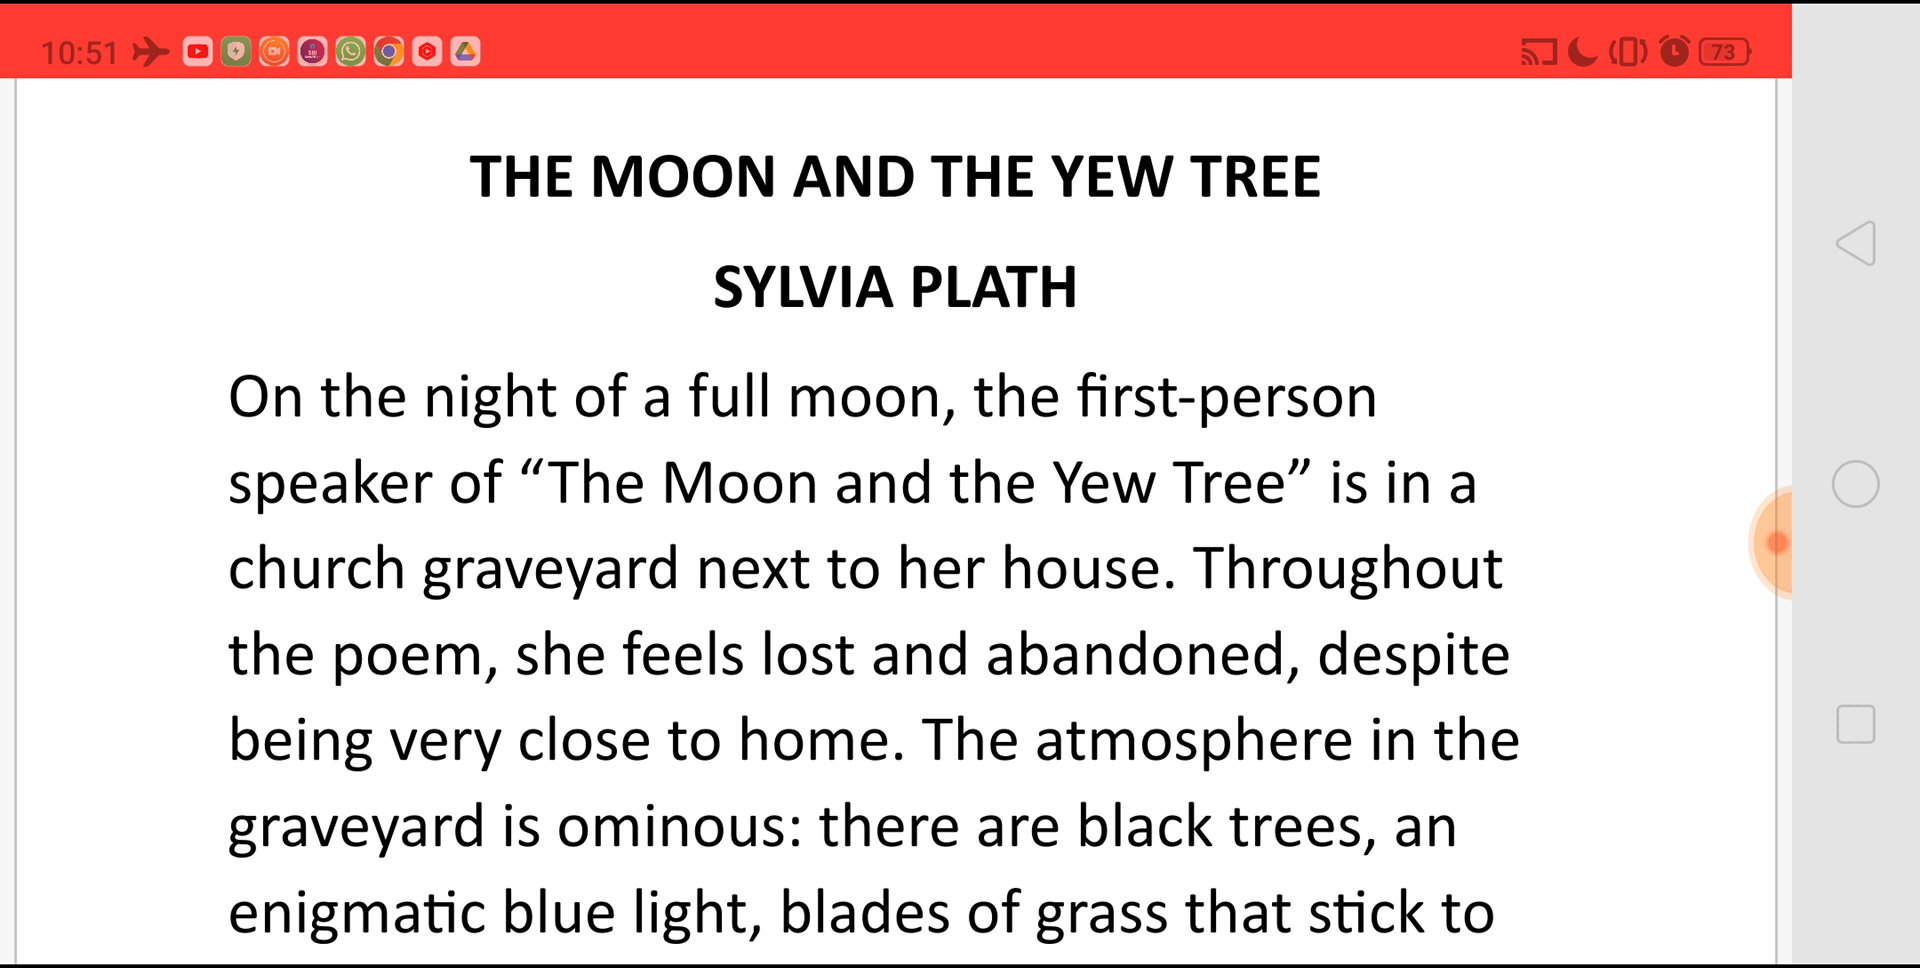 10:51
73
THE MOON AND THE YEW TREE
SYLVIA PLATH
On the night of a full moon, the first-person
speaker of “The Moon and the Yew Tree” is in a
church graveyard next to her house. Throughout
the poem, she feels lost and abandoned, despite
being very close to home. The atmosphere in the
graveyard is ominous: there are black trees, an
enigmatic blue light, blades of grass that stick to